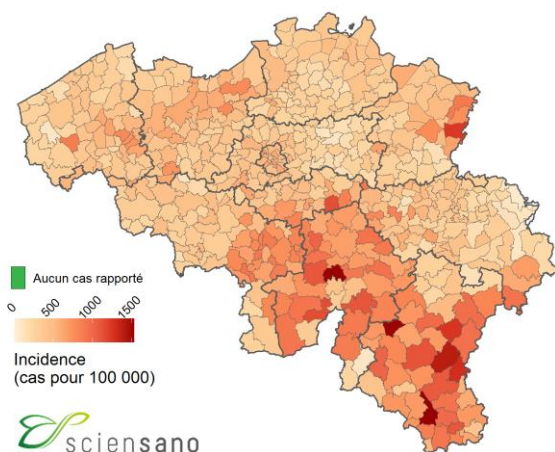 Aucun cas rapporté
0 500 1000 1500
Incidence
(cas pour 100 000)
sciensano